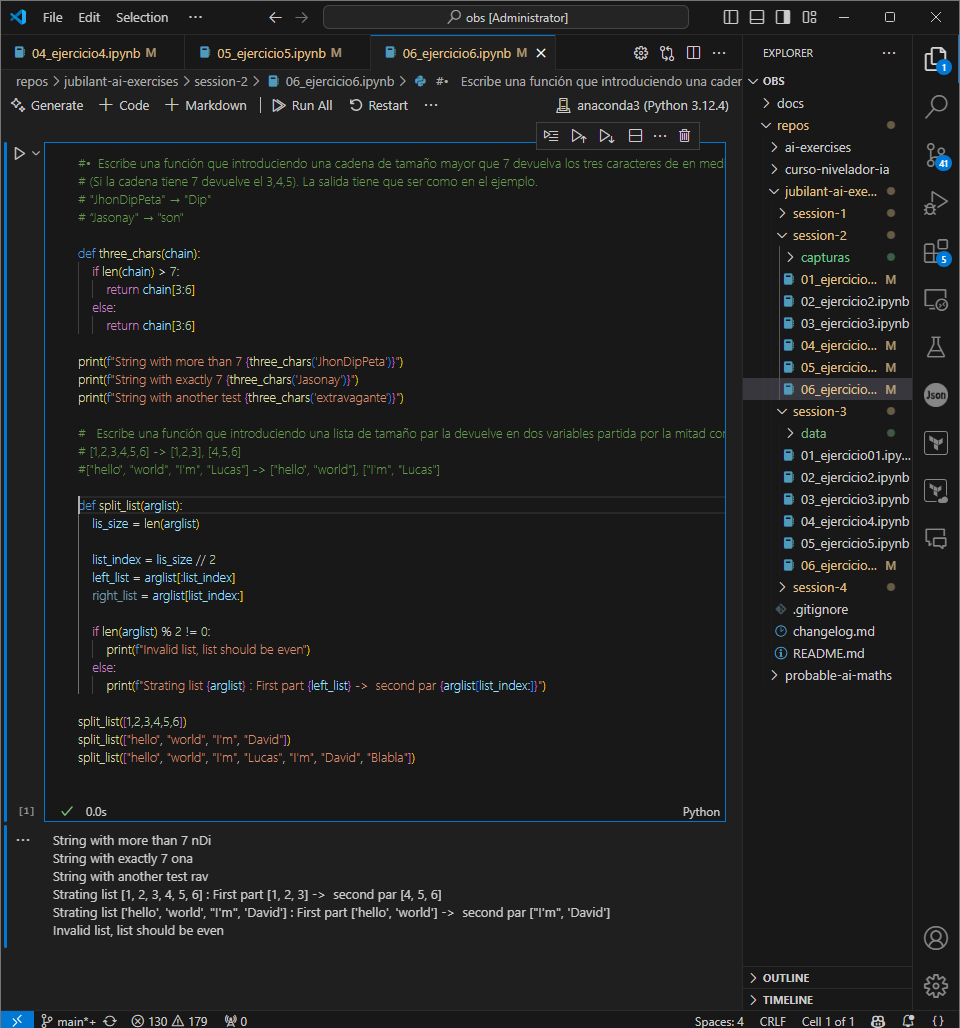 File Edit Selection ··· obs [Administrator]
04_ejercicio4.ipynb M 05_ejercicio5.ipynb M 06_ejercicio6.ipynb M
repos > jubilant-ai-exercises > session-2 > 06_ejercicio6.ipynb > #• Escribe una función que introduciendo una cader
Generate + Code + Markdown Run All Restart ··· anaconda3 (Python 3.12.4)
#• Escribe una función que introduciendo una cadena de tamaño mayor que 7 devuelva los tres caracteres de en med
# (Si la cadena tiene 7 devuelve el 3,4,5). La salida tiene que ser como en el ejemplo.
# "JhonDipPeta" → "Dip"
# "Jasonay" → "son"
def three_chars(chain):
if len(chain) > 7:
return chain[3:6]
else:
return chain[3:6]
print(f"String with more than 7 {three_chars('JhonDipPeta')}")
print(f"String with exactly 7 {three_chars('Jasonay')}")
print(f"String with another test {three_chars('extravagante')}")
# Escribe una función que introduciendo una lista de tamaño par la devuelve en dos variables partida por la mitad cor
# [1,2,3,4,5,6] -> [1,2,3], [4,5,6]
#["hello", "world", "I'm", "Lucas"] -> ["hello", "world"], ["I'm", "Lucas"]
def split_list(arglist):
lis_size = len(arglist)
list_index = lis_size // 2
left_list = arglist[:list_index]
right_list = arglist[list_index:]
if len(arglist) % 2 != 0:
print(f"Invalid list, list should be even")
else:
print(f"Strating list {arglist} : First part {left_list} -> second par {arglist[list_index:]}")
split_list([1,2,3,4,5,6])
split_list(["hello", "world", "I'm", "David"])
split_list(["hello", "world", "I'm", "Lucas", "I'm", "David", "Blabla"])
[1] 0.0s Python
String with more than 7 nDi
String with exactly 7 ona
String with another test rav
Strating list [1, 2, 3, 4, 5, 6] : First part [1, 2, 3] -> second par [4, 5, 6]
Strating list ['hello', 'world', "I'm", 'David'] : First part ['hello', 'world'] -> second par ["I'm", 'David']
Invalid list, list should be even
EXPLORER ···
OBS
docs
repos
ai-exercises
curso-nivelador-ia
jubilant-ai-exe...
session-1
session-2
capturas
01_ejercicio... M
02_ejercicio2.ipynb
03_ejercicio3.ipynb
04_ejercicio... M
05_ejercicio... M
06_ejercicio... M
session-3
data
01_ejercicio01.ipy...
02_ejercicio2.ipynb
03_ejercicio3.ipynb
04_ejercicio4.ipynb
05_ejercicio5.ipynb
06_ejercicio... M
session-4
.gitignore
changelog.md
README.md
probable-ai-maths
OUTLINE
TIMELINE
1
41
5
Json
main*+ 130 179 0 Spaces: 4 CRLF Cell 1 of 1 {}